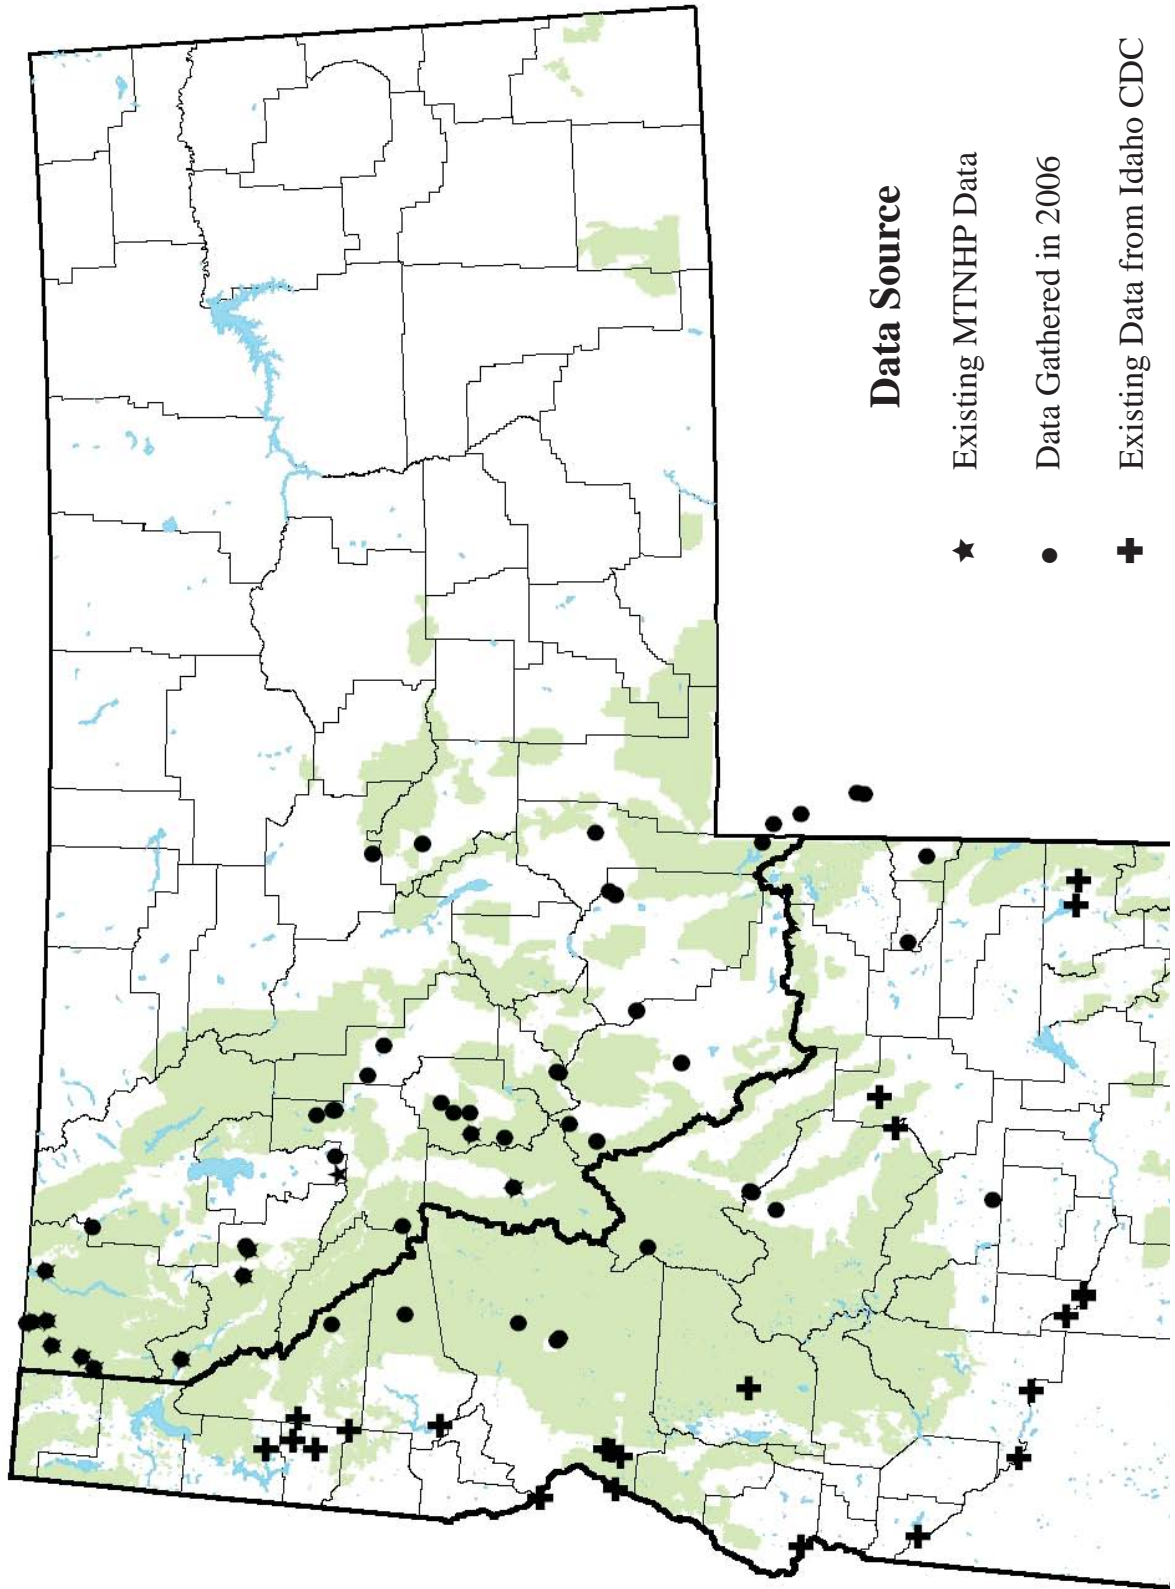 Data Source
Existing MTNHP Data
Data Gathered in 2006
Existing Data from Idaho CDC